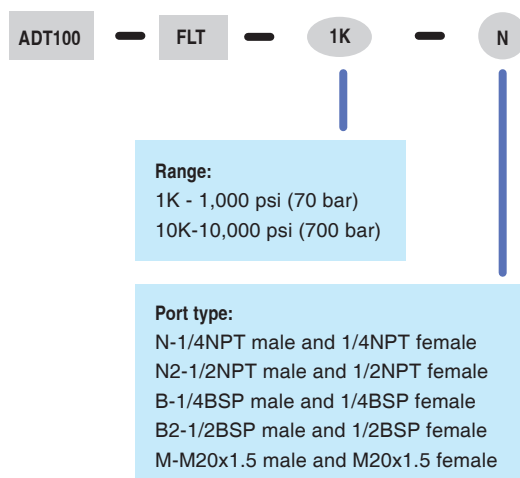 ADT100 — FLT — 1K — N
Range:
1K - 1,000 psi (70 bar)
10K-10,000 psi (700 bar)
Port type:
N-1/4NPT male and 1/4NPT female
N2-1/2NPT male and 1/2NPT female
B-1/4BSP male and 1/4BSP female
B2-1/2BSP male and 1/2BSP female
M-M20x1.5 male and M20x1.5 female